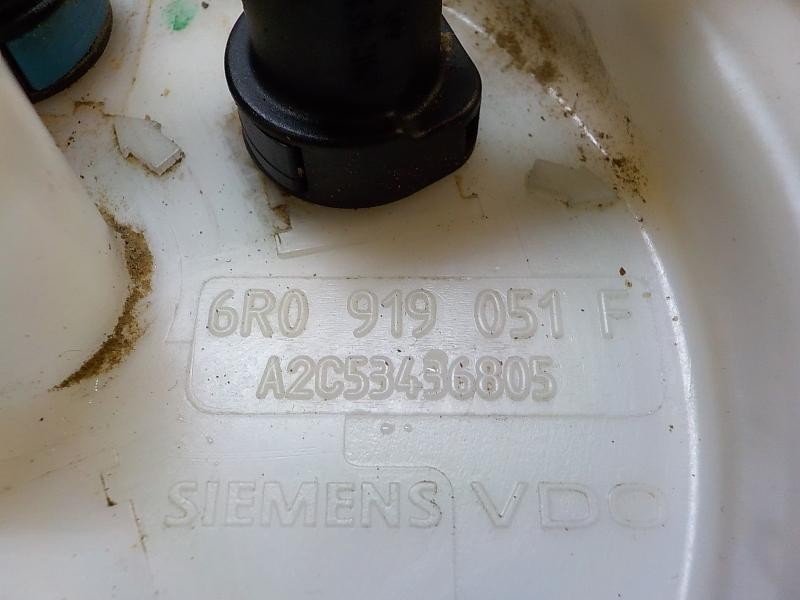 6R0 919 051 F
A2C53436805
SIEMENS VDO